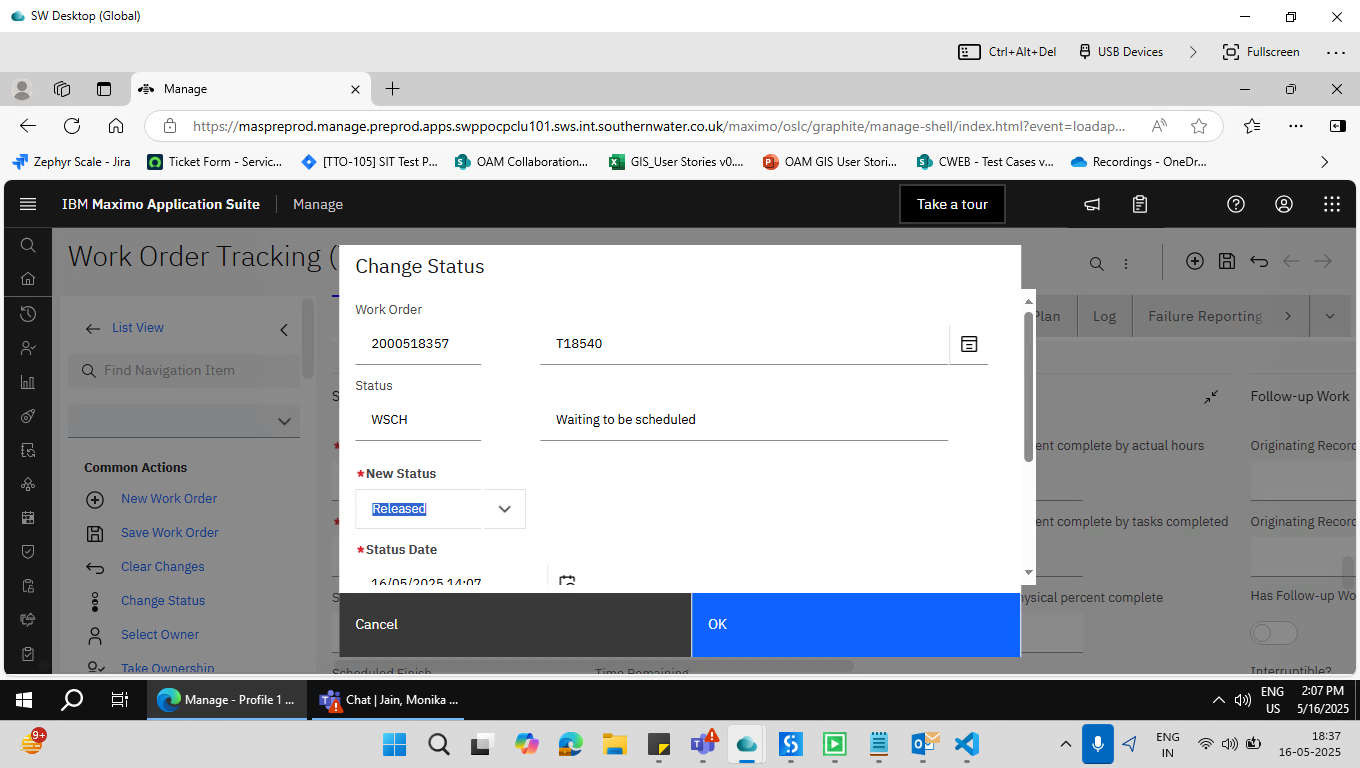 SW Desktop (Global)
Ctrl+Alt+Del
USB Devices
Fullscreen
Manage
https://maspreprod.manage.preprod.apps.swppocpclu101.sws.int.southernwater.co.uk/maximo/oslc/graphite/manage-shell/index.html?event=loadap...
Zephyr Scale - Jira
Ticket Form - Servic...
[TTO-105] SIT Test P...
OAM Collaboration...
GIS_User Stories v0....
OAM GIS User Stori...
CWEB - Test Cases v...
Recordings - OneDr...
IBM Maximo Application Suite
Manage
Take a tour
Work Order Tracking (
List View
Find Navigation Item
Common Actions
New Work Order
Save Work Order
Clear Changes
Change Status
Select Owner
Take Ownership
Change Status
Work Order
2000518357
T18540
Status
WSCH
Waiting to be scheduled
*New Status
Released
*Status Date
16/05/2025 14:07
Cancel
OK
Plan
Log
Failure Reporting
Follow-up Work
ent complete by actual hours
Originating Recor
ent complete by tasks completed
Originating Recor
ysical percent complete
Has Follow-up Wo
Scheduled Finish
Time Remaining
Interruptible?
Manage - Profile 1 ...
Chat | Jain, Monika ...
ENG
US
2:07 PM
5/16/2025
9+
ENG
IN
18:37
16-05-2025